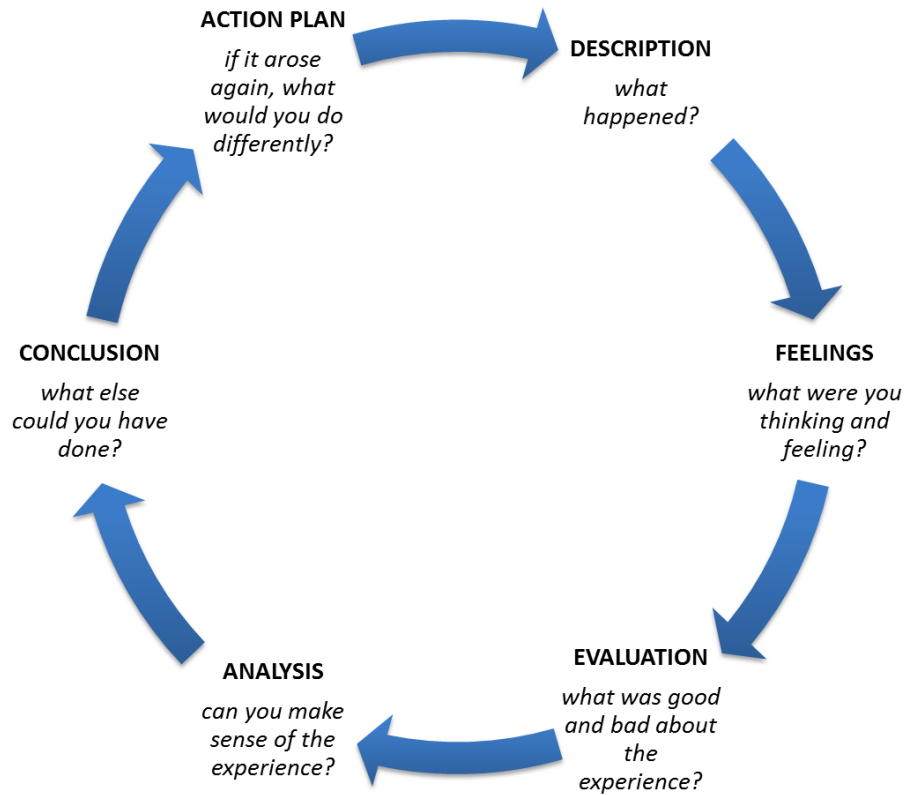 ACTION PLAN
if it arose
again, what
would you do
differently?
DESCRIPTION
what
happened?
FEELINGS
what were you
thinking and
feeling?
EVALUATION
what was good
and bad about
the
experience?
ANALYSIS
can you make
sense of the
experience?
CONCLUSION
what else
could you have
done?